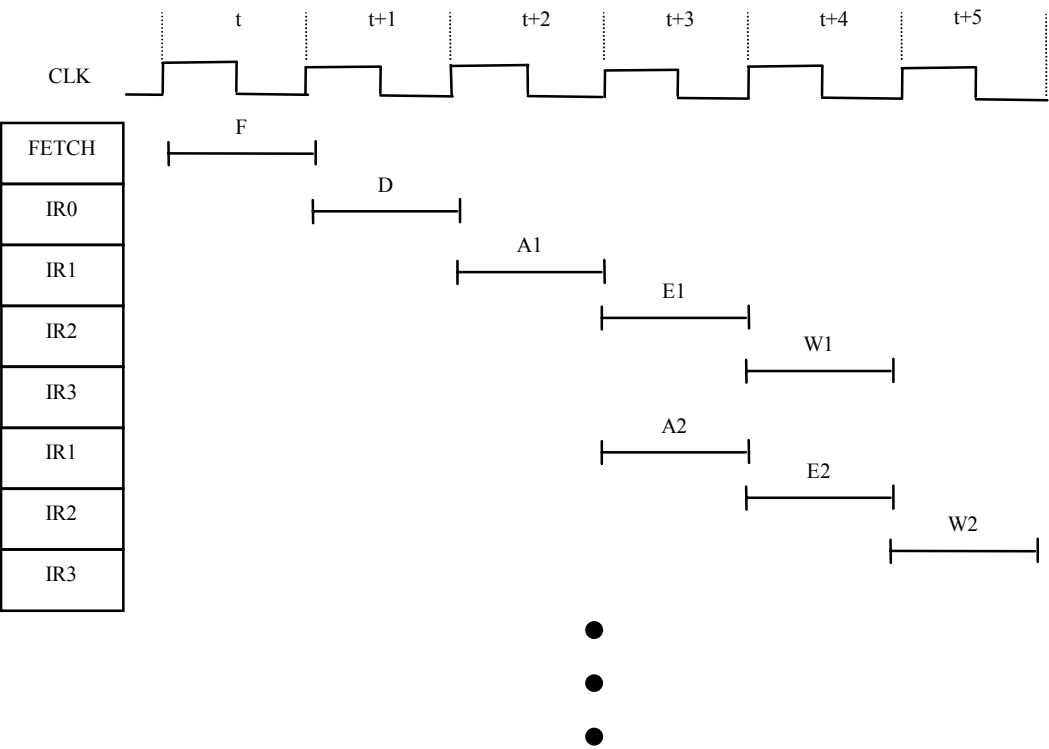 t t+1 t+2 t+3 t+4 t+5
CLK
F
FETCH
D
IR0
A1
IR1
E1
IR2
W1
IR3
A2
IR1
E2
IR2
W2
IR3